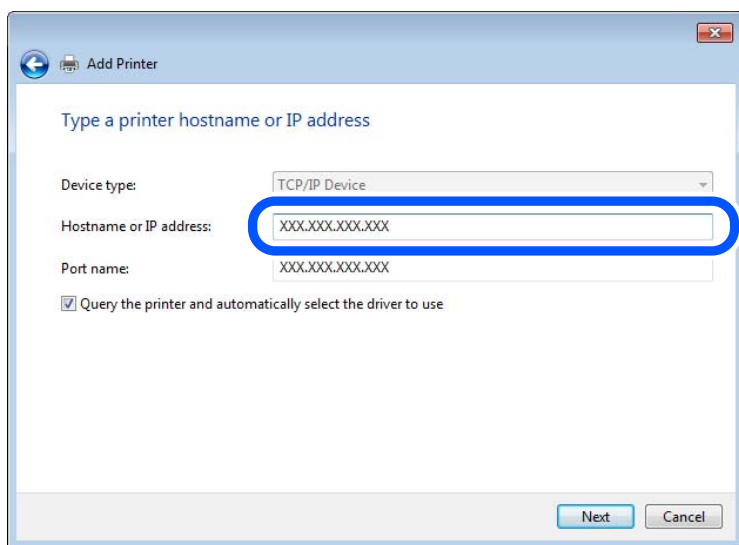 Add Printer
Type a printer hostname or IP address
Device type: TCP/IP Device
Hostname or IP address: XXX.XXX.XXX.XXX
Port name: XXX.XXX.XXX.XXX
Query the printer and automatically select the driver to use
Next Cancel